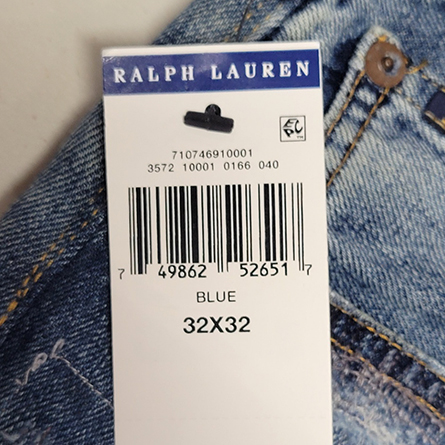 RALPH LAUREN
710746910001
3572 10001 0166 040
7 49862 52651 7
BLUE
32X32